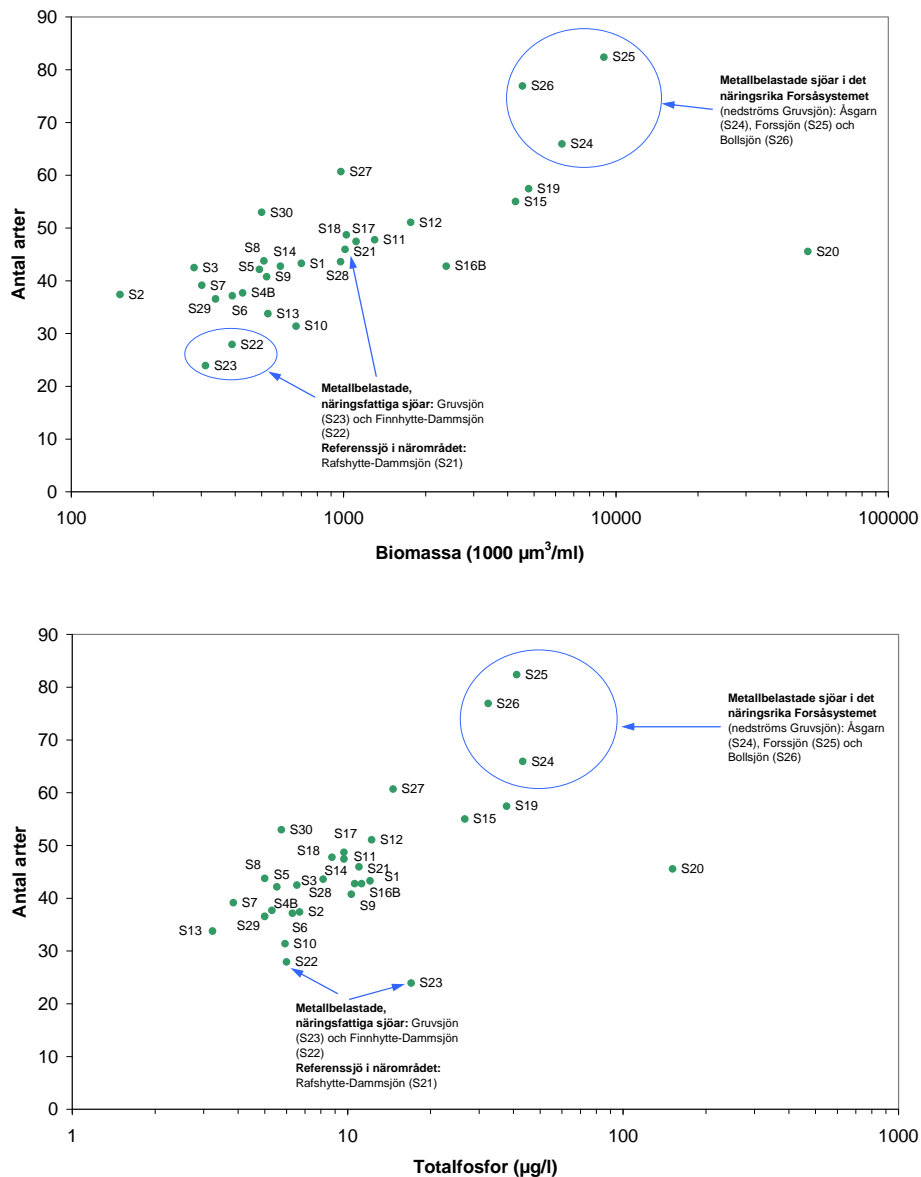 90
80
70
60
50
40
30
20
10
0
Antal arter
S25
S26
S24
S27
S19
S15
S30
S12
S18
S17
S11
S21
S8
S14
S3
S5
S1
S28
S16B
S20
S9
S7
S2
S4B
S29
S6
S13
S10
S22
S23
Metallbelastade sjöar i det
näringsrika Forsåsystemet
(nedströms Gruvsjön): Åsgarn
(S24), Forssjön (S25) och
Bollsjön (S26)
Metallbelastade,
näringsfattiga sjöar: Gruvsjön
(S23) och Finnhytte-Dammsjön
(S22)
Referenssjö i närområdet:
Rafshytte-Dammsjön (S21)
100 1000 10000 100000
Biomassa (1000 µm³/ml)
90
80
70
60
50
40
30
20
10
0
Antal arter
S25
S26
S24
S27
S19
S15
S30
S17
S12
S18
S11
S20
S8
S5
S14
S21
S3
S1
S28
S16B
S7
S4B
S2
S9
S29
S6
S13
S10
S22
S23
Metallbelastade sjöar i det
näringsrika Forsåsystemet
(nedströms Gruvsjön): Åsgarn
(S24), Forssjön (S25) och
Bollsjön (S26)
Metallbelastade,
näringsfattiga sjöar: Gruvsjön
(S23) och Finnhytte-Dammsjön
(S22)
Referenssjö i närområdet:
Rafshytte-Dammsjön (S21)
1 10 100 1000
Totalfosfor (µg/l)